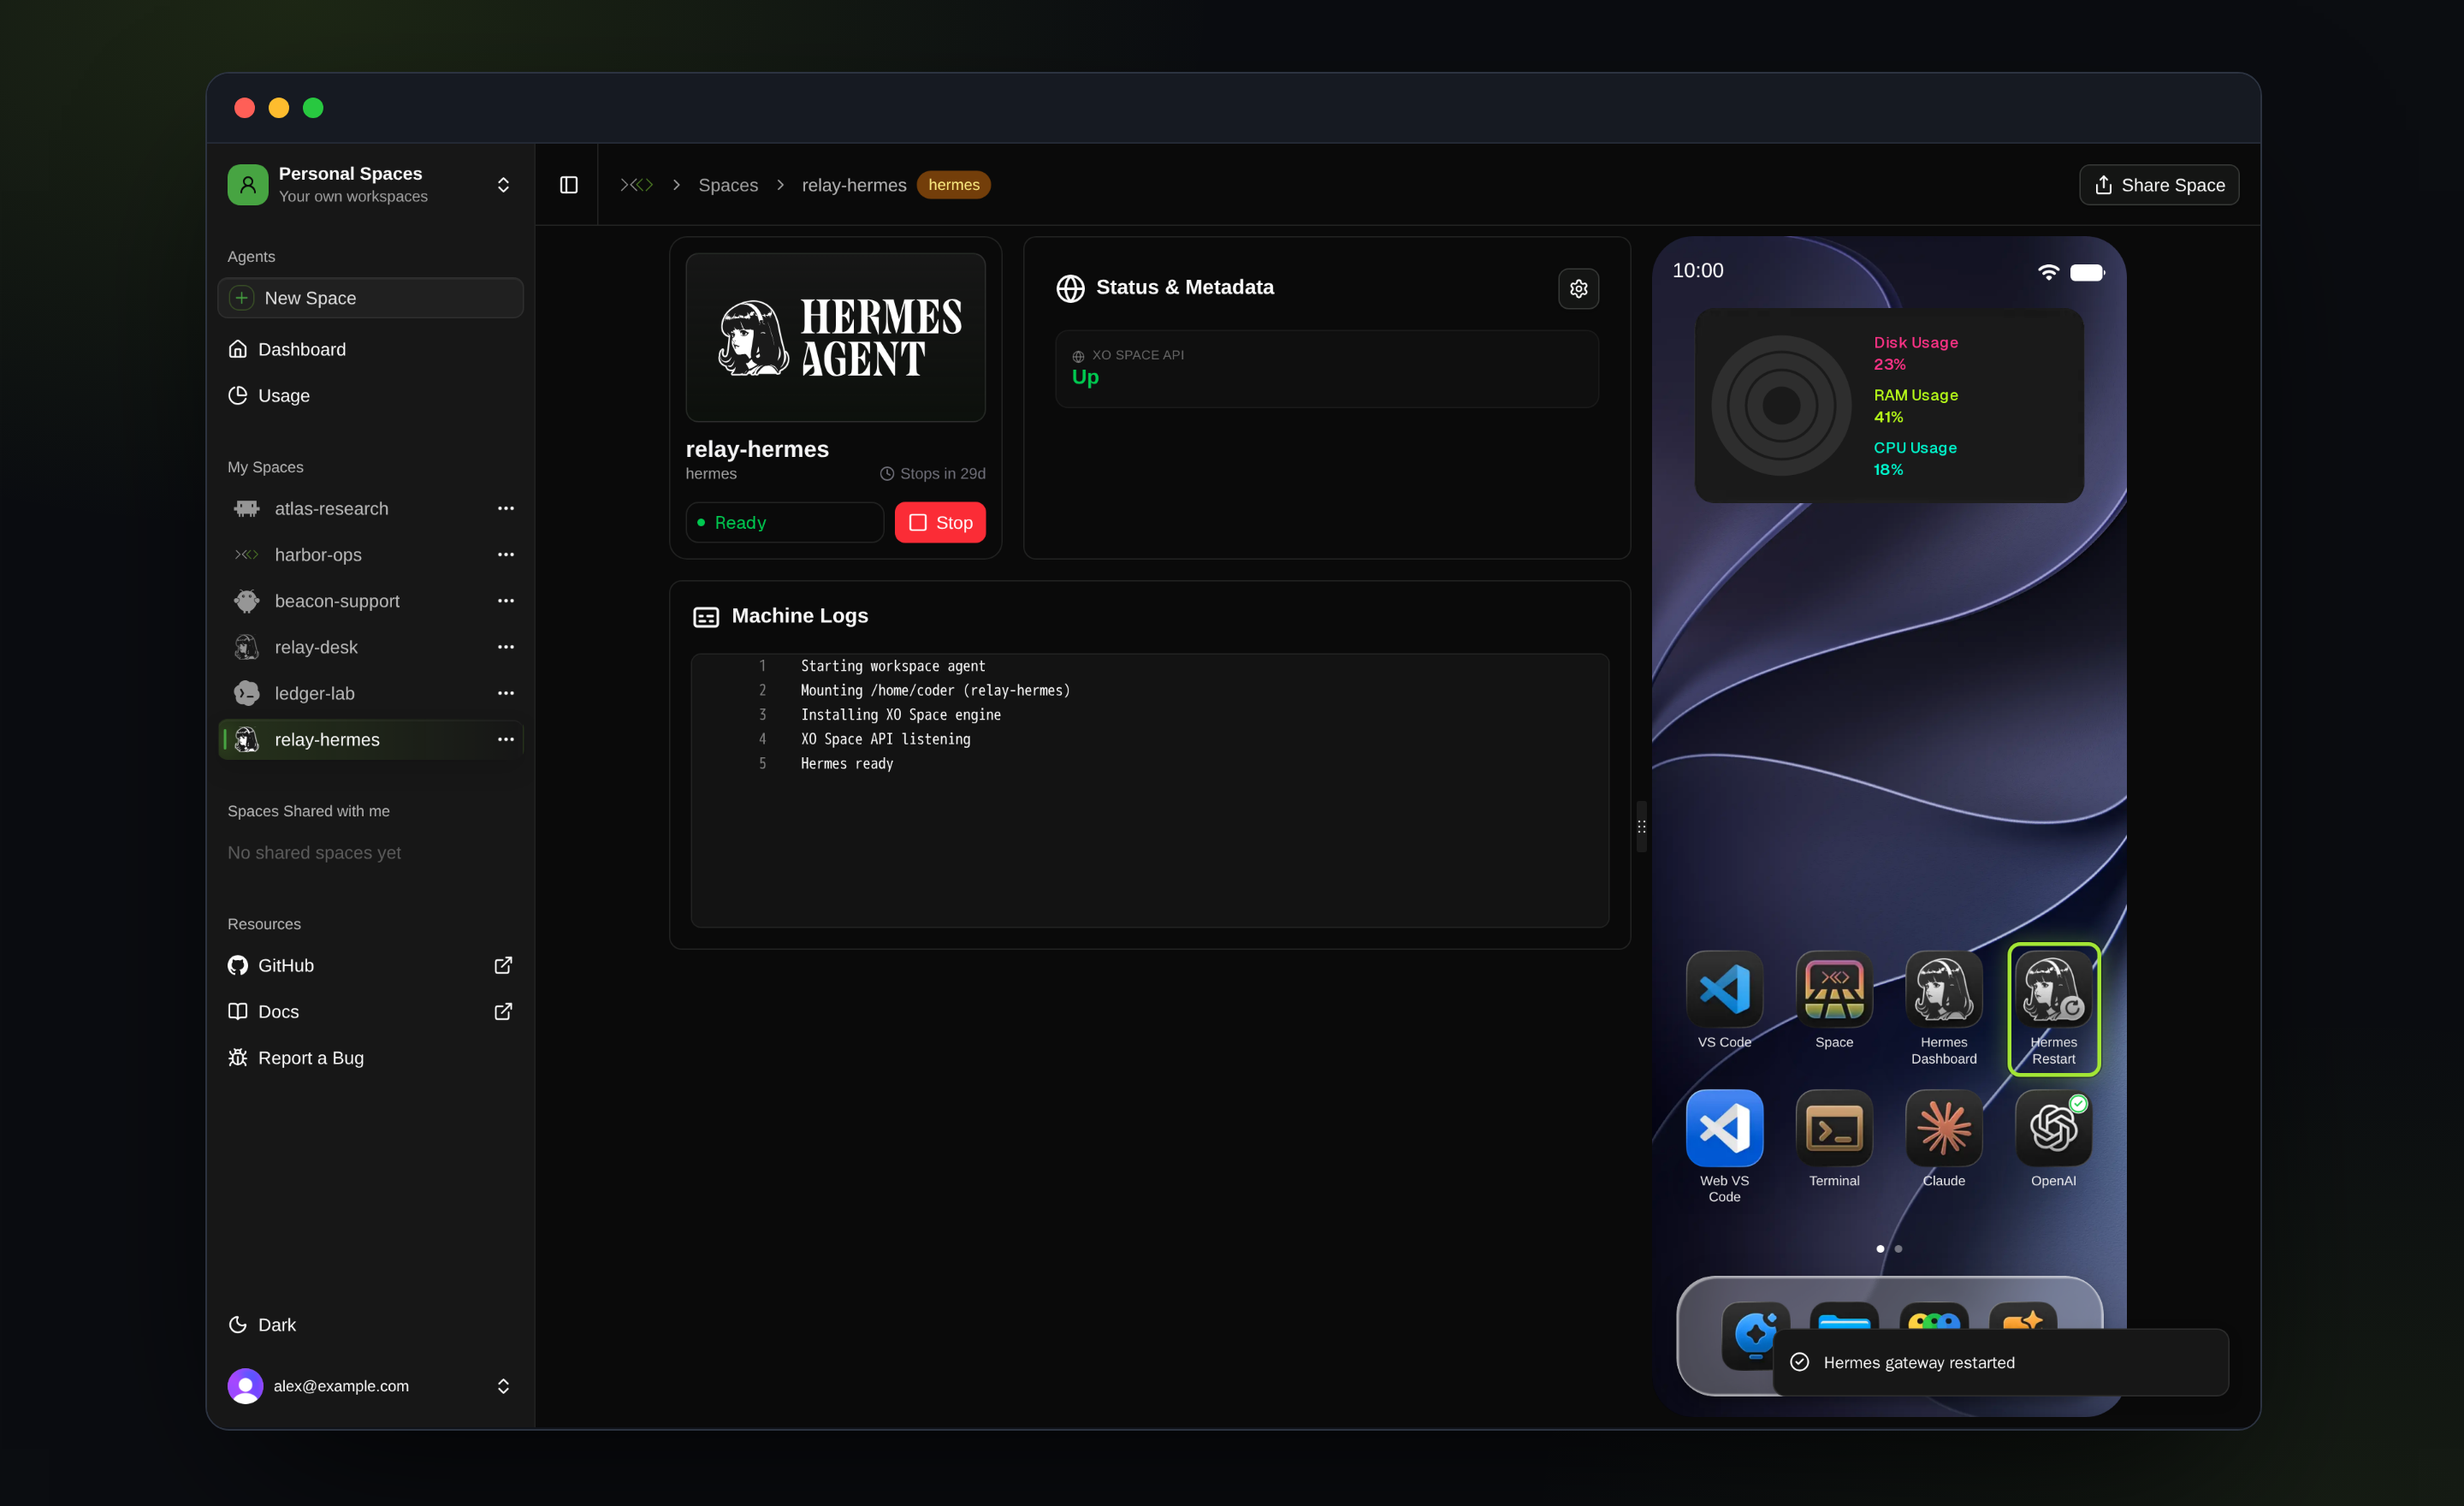 Personal Spaces
Your own workspaces
Agents
New Space
Dashboard
Usage
My Spaces
atlas-research
harbor-ops
beacon-support
relay-desk
ledger-lab
relay-hermes
Spaces Shared with me
No shared spaces yet
Resources
GitHub
Docs
Report a Bug
Dark
alex@example.com
Spaces
relay-hermes
hermes
Share Space
HERMES
AGENT
relay-hermes
hermes
Stops in 29d
Ready
Stop
Status & Metadata
XO SPACE API
Up
Machine Logs
1 Starting workspace agent
2 Mounting /home/coder (relay-hermes)
3 Installing XO Space engine
4 XO Space API listening
5 Hermes ready
10:00
Disk Usage
23%
RAM Usage
41%
CPU Usage
18%
VS Code
Space
Hermes
Dashboard
Hermes
Restart
Web VS
Code
Terminal
Claude
OpenAI
Hermes gateway restarted